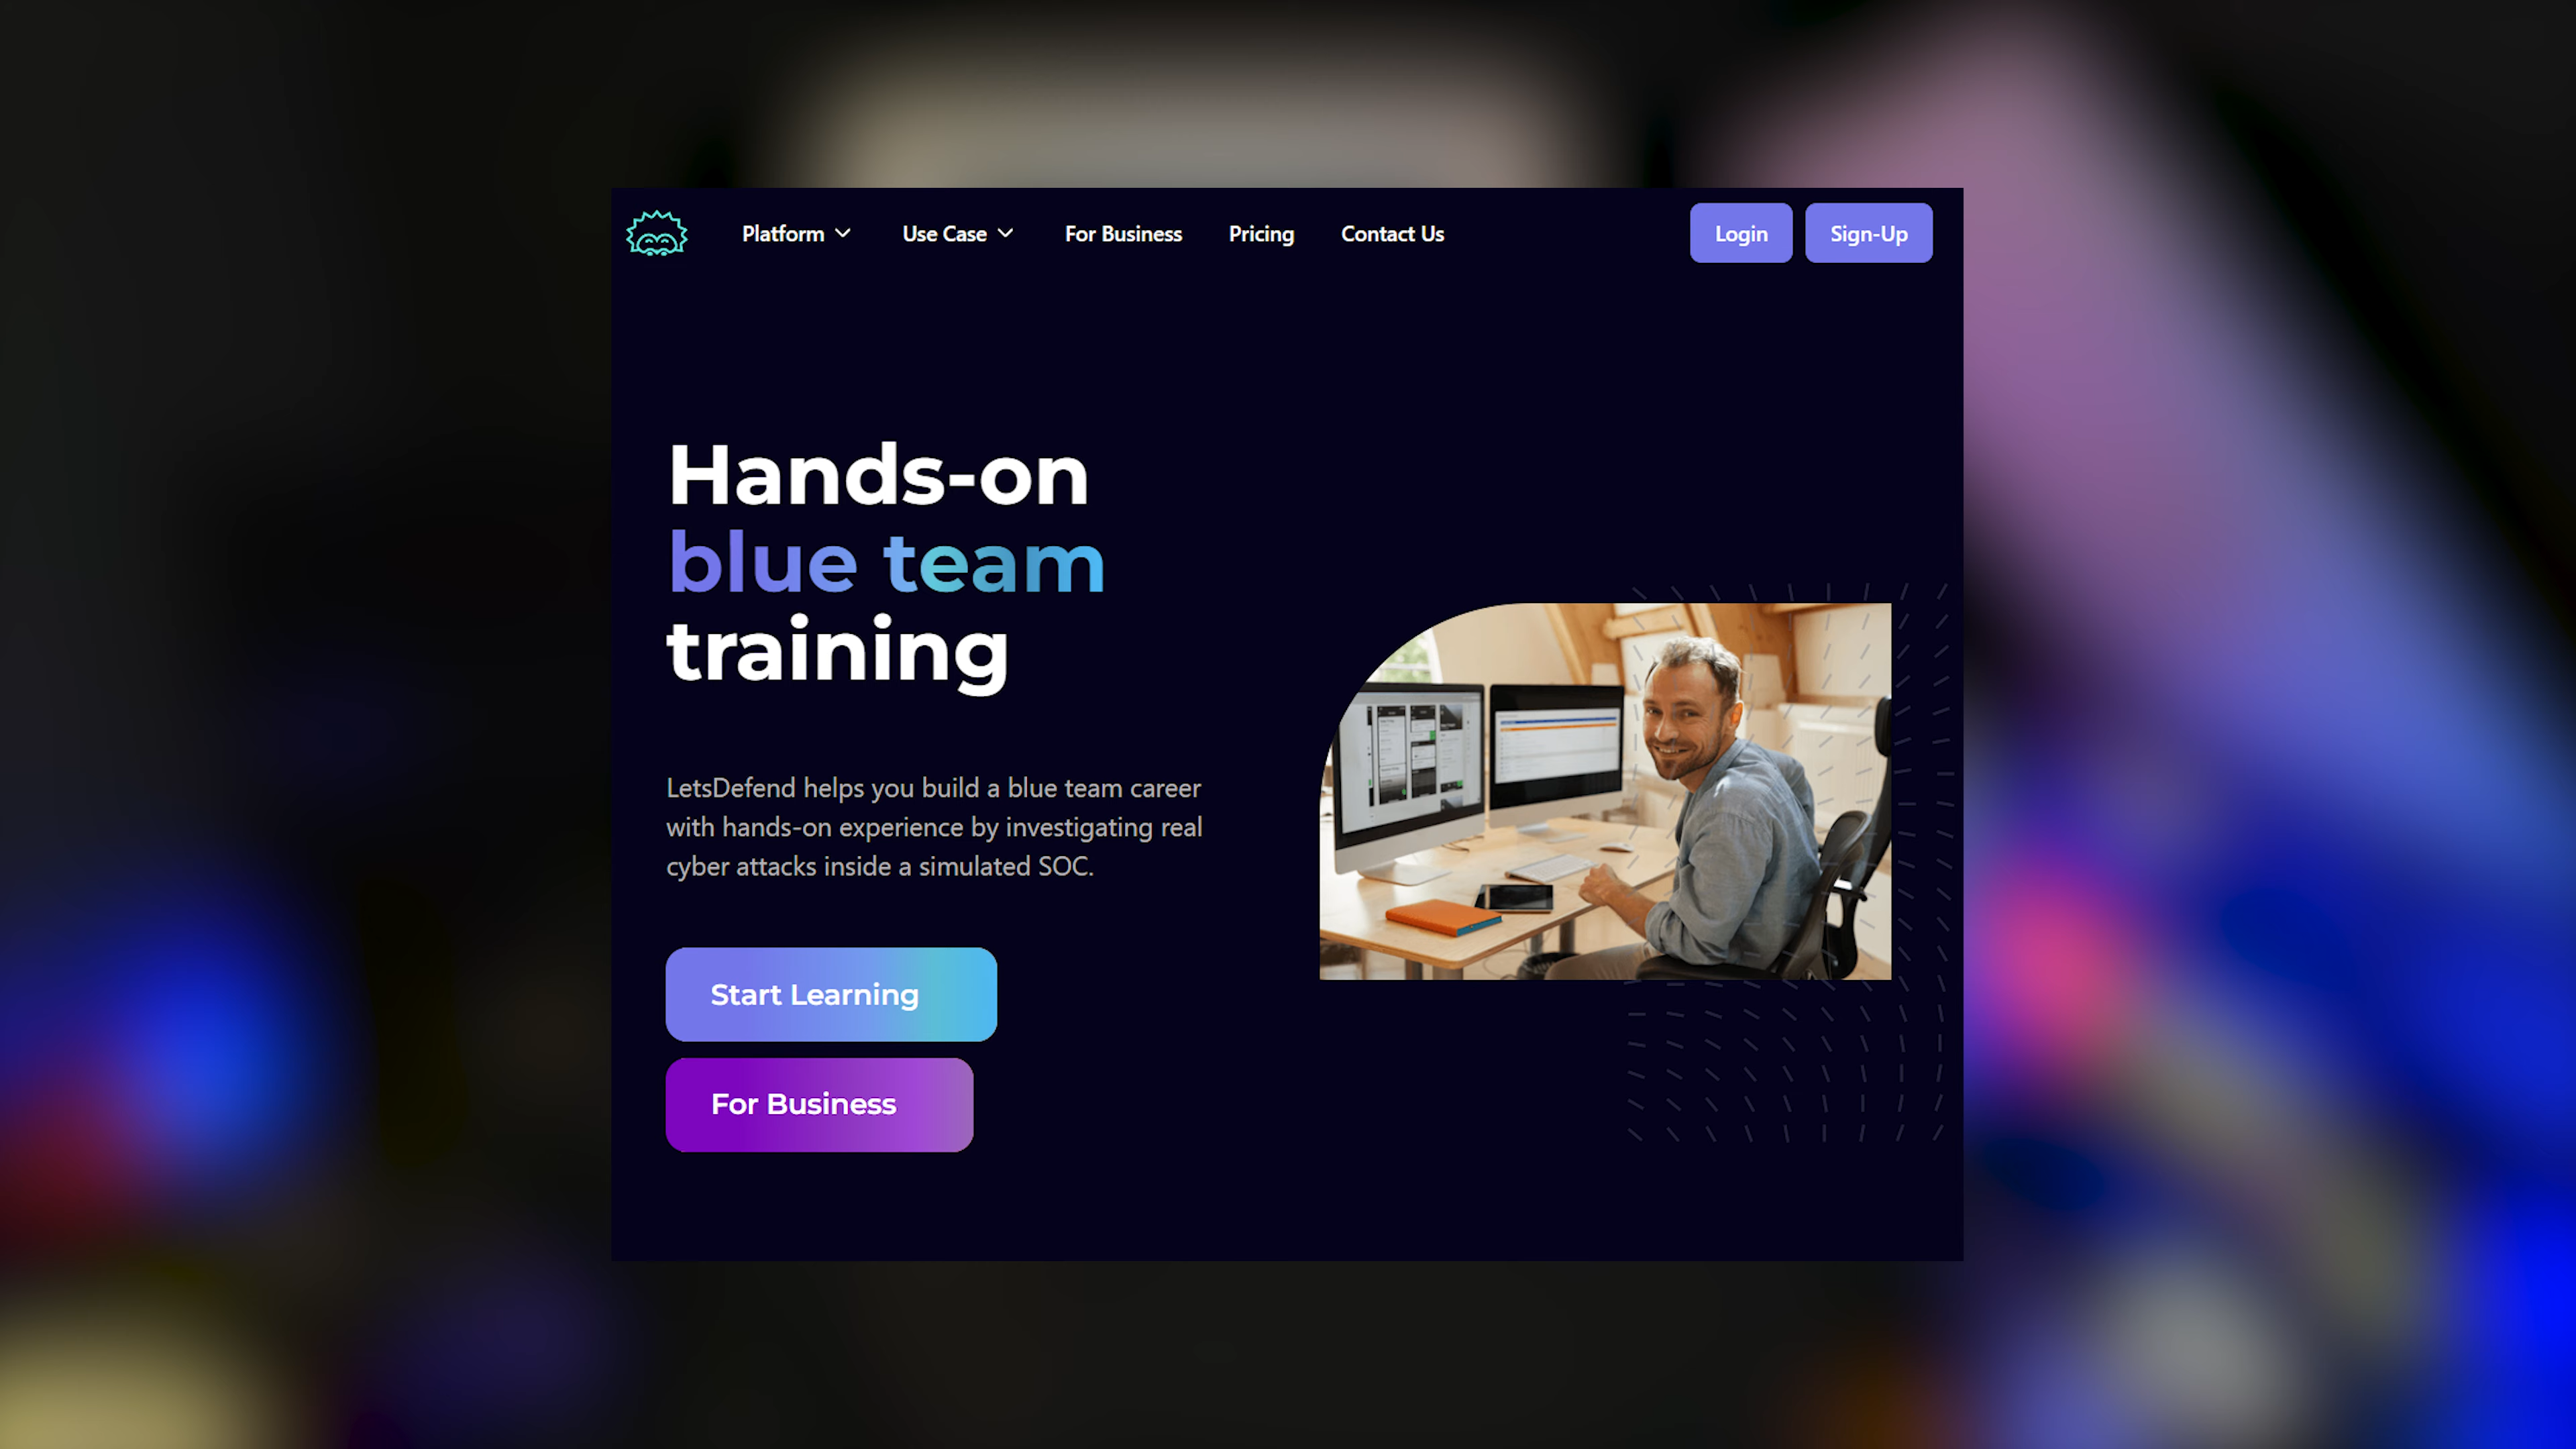 Platform
Use Case
For Business
Pricing
Contact Us
Login
Sign-Up
Hands-on
blue team
training
LetsDefend helps you build a blue team career
with hands-on experience by investigating real
cyber attacks inside a simulated SOC.
Start Learning
For Business